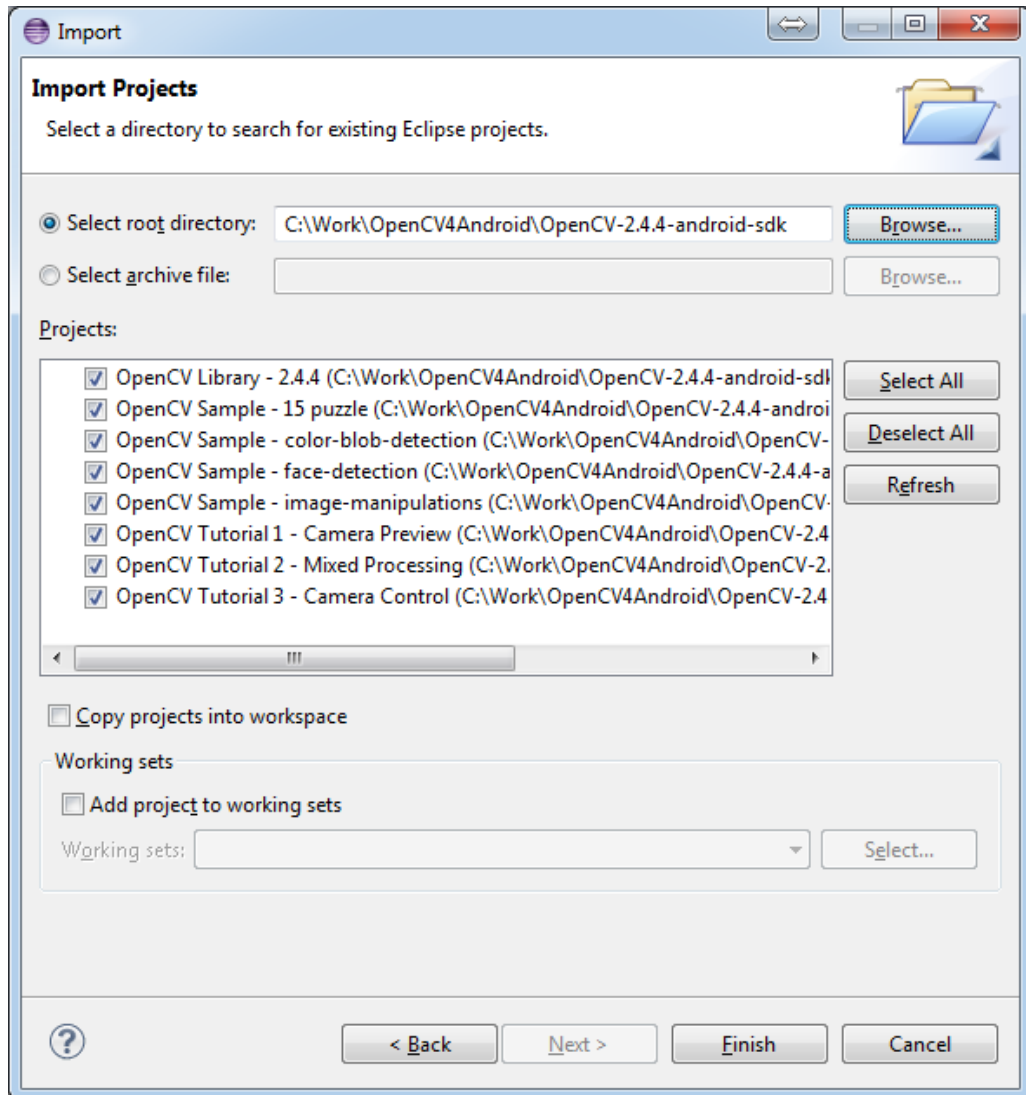 Import
Import Projects
Select a directory to search for existing Eclipse projects.
Select root directory: C:\Work\OpenCV4Android\OpenCV-2.4.4-android-sdk Browse...
Select archive file: Browse...
Projects:
OpenCV Library - 2.4.4 (C:\Work\OpenCV4Android\OpenCV-2.4.4-android-sdk
OpenCV Sample - 15 puzzle (C:\Work\OpenCV4Android\OpenCV-2.4.4-androi
OpenCV Sample - color-blob-detection (C:\Work\OpenCV4Android\OpenCV-
OpenCV Sample - face-detection (C:\Work\OpenCV4Android\OpenCV-2.4.4-a
OpenCV Sample - image-manipulations (C:\Work\OpenCV4Android\OpenCV-
OpenCV Tutorial 1 - Camera Preview (C:\Work\OpenCV4Android\OpenCV-2.4
OpenCV Tutorial 2 - Mixed Processing (C:\Work\OpenCV4Android\OpenCV-2.
OpenCV Tutorial 3 - Camera Control (C:\Work\OpenCV4Android\OpenCV-2.4
Select All
Deselect All
Refresh
Copy projects into workspace
Working sets
Add project to working sets
Working sets: Select...
? < Back Next > Finish Cancel